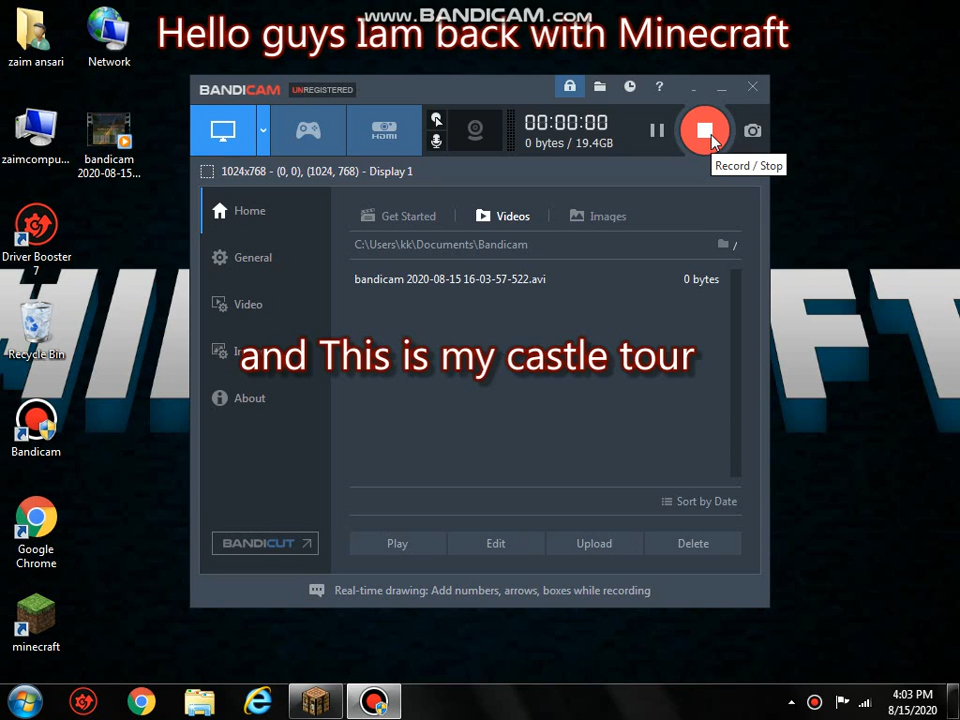 www.BANDICAM.com
Hello guys Iam back with Minecraft
zaim ansari
Network
zaimcompu...
bandicam
2020-08-15...
Driver Booster
7
Recycle Bin
Bandicam
Google
Chrome
minecraft
BANDICAM UNREGISTERED
?
HDMI
00:00:00
0 bytes / 19.4GB
Record / Stop
1024x768 - (0, 0), (1024, 768) - Display 1
Home
General
Video
About
BANDICUT
Get Started
Videos
Images
C:\Users\kk\Documents\Bandicam
/
bandicam 2020-08-15 16-03-57-522.avi
0 bytes
and This is my castle tour
Sort by Date
Play
Edit
Upload
Delete
Real-time drawing: Add numbers, arrows, boxes while recording
4:03 PM
8/15/2020